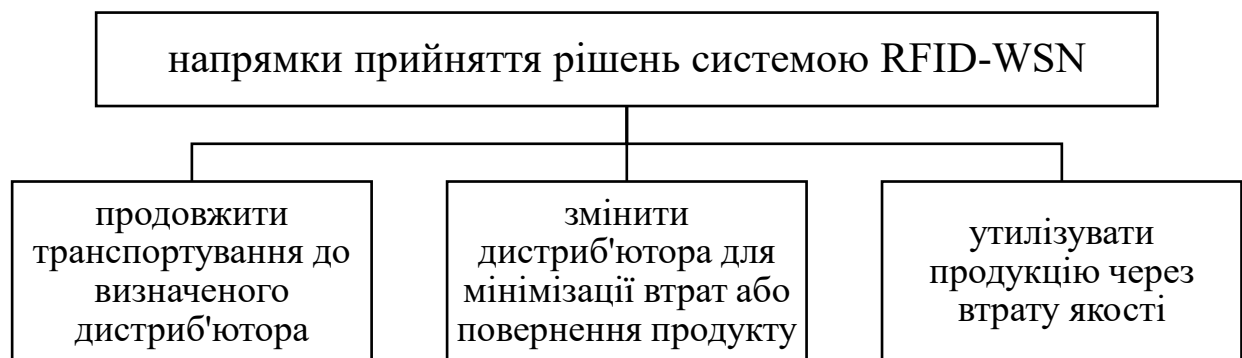 напрямки прийняття рішень системою RFID-WSN
продовжити
транспортування до
визначеного
дистриб'ютора
змінити
дистриб'ютора для
мінімізації втрат або
повернення продукту
утилізувати
продукцію через
втрату якості